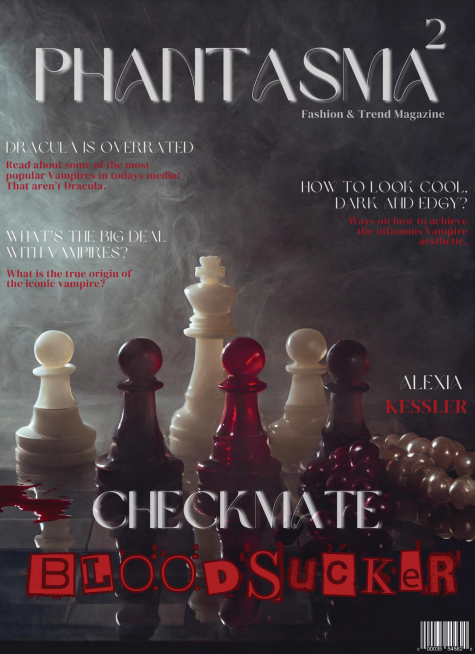 PHANTASMA²
Fashion & Trend Magazine
DRACULA IS OVERRATED
Read about some of the most
popular Vampires in todays media!
That aren't Dracula.
HOW TO LOOK COOL,
DARK AND EDGY?
Ways on how to achieve
the infamous Vampire
aesthetic.
WHAT'S THE BIG DEAL
WITH VAMPIRES?
What is the true origin of
the iconic vampire?
ALEXIA
KESSLER
CHECKMATE
BLOODSuCKeR